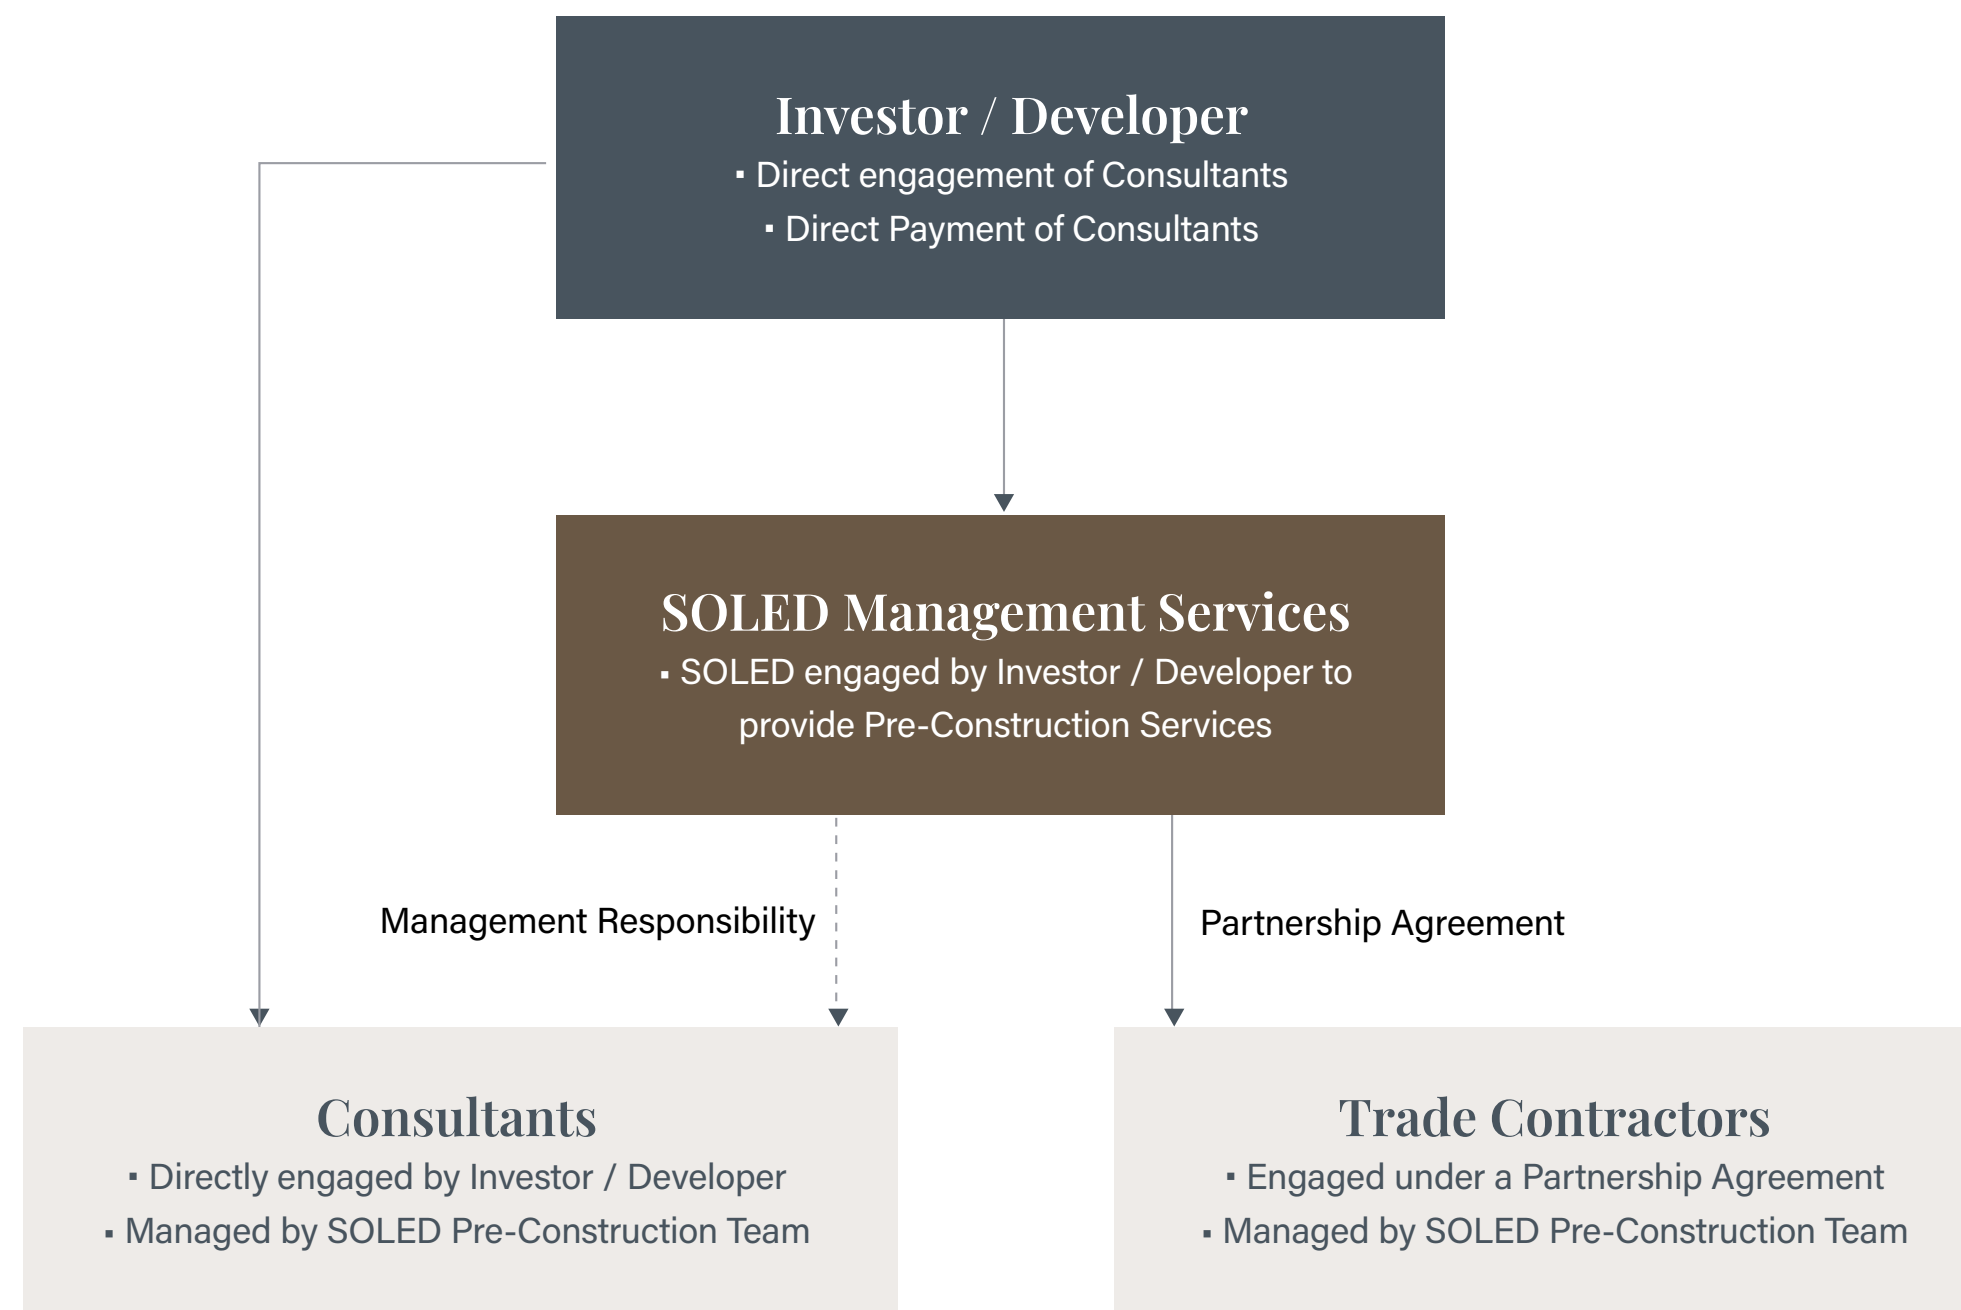 Investor / Developer
▪ Direct engagement of Consultants
▪ Direct Payment of Consultants
SOLED Management Services
▪ SOLED engaged by Investor / Developer to
provide Pre-Construction Services
Management Responsibility
Partnership Agreement
Consultants
▪ Directly engaged by Investor / Developer
▪ Managed by SOLED Pre-Construction Team
Trade Contractors
▪ Engaged under a Partnership Agreement
▪ Managed by SOLED Pre-Construction Team